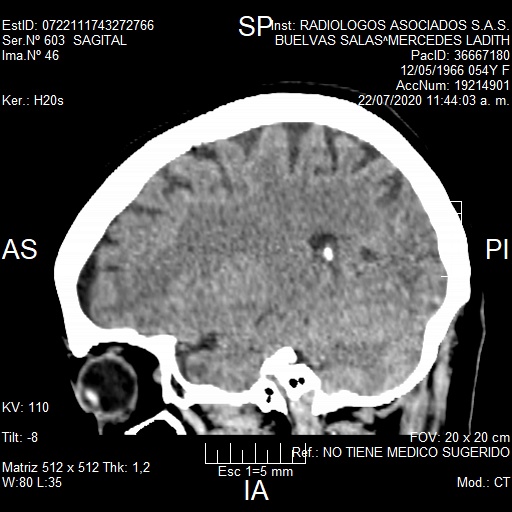 EstID: 0722111743272766
Ser.Nº 603  SAGITAL
Ima.Nº 46
Ker.: H20s
SP
Inst: RADIOLOGOS ASOCIADOS S.A.S.
BUELVAS SALAS^MERCEDES LADITH
PacID: 36667180
12/05/1966 054Y F
AccNum: 19214901
22/07/2020 11:44:03 a. m.
AS
PI
KV: 110
Tilt: -8
Matriz 512 x 512 Thk: 1,2
W:80 L:35
Esc 1=5 mm
IA
FOV: 20 x 20 cm
Ref.: NO TIENE MEDICO SUGERIDO
Mod.: CT